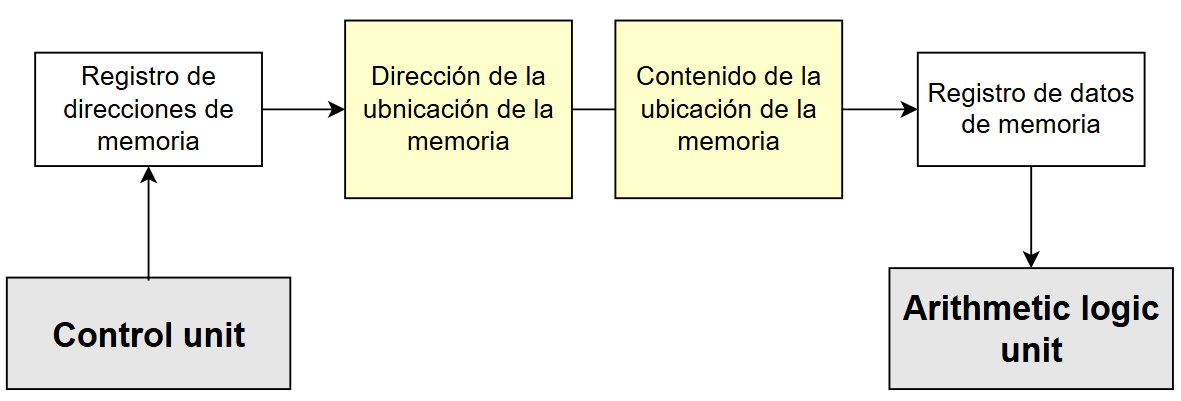 Registro de
direcciones de
memoria
Dirección de la
ubnicación de la
memoria
Contenido de la
ubicación de la
memoria
Registro de datos
de memoria
Control unit
Arithmetic logic
unit